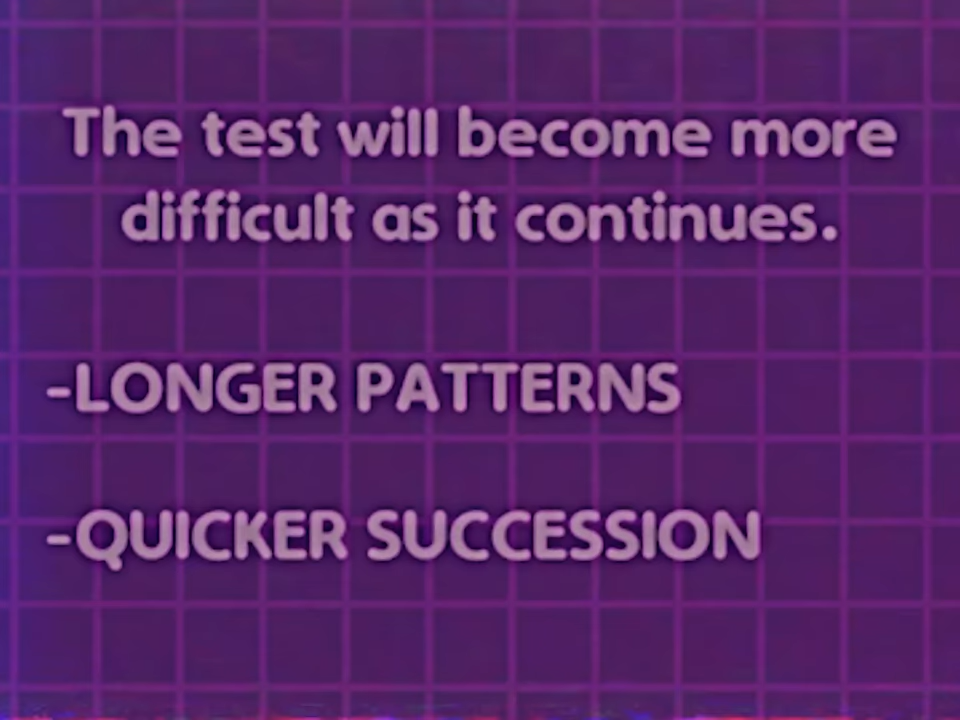 The test will become more
difficult as it continues.
-LONGER PATTERNS
-QUICKER SUCCESSION